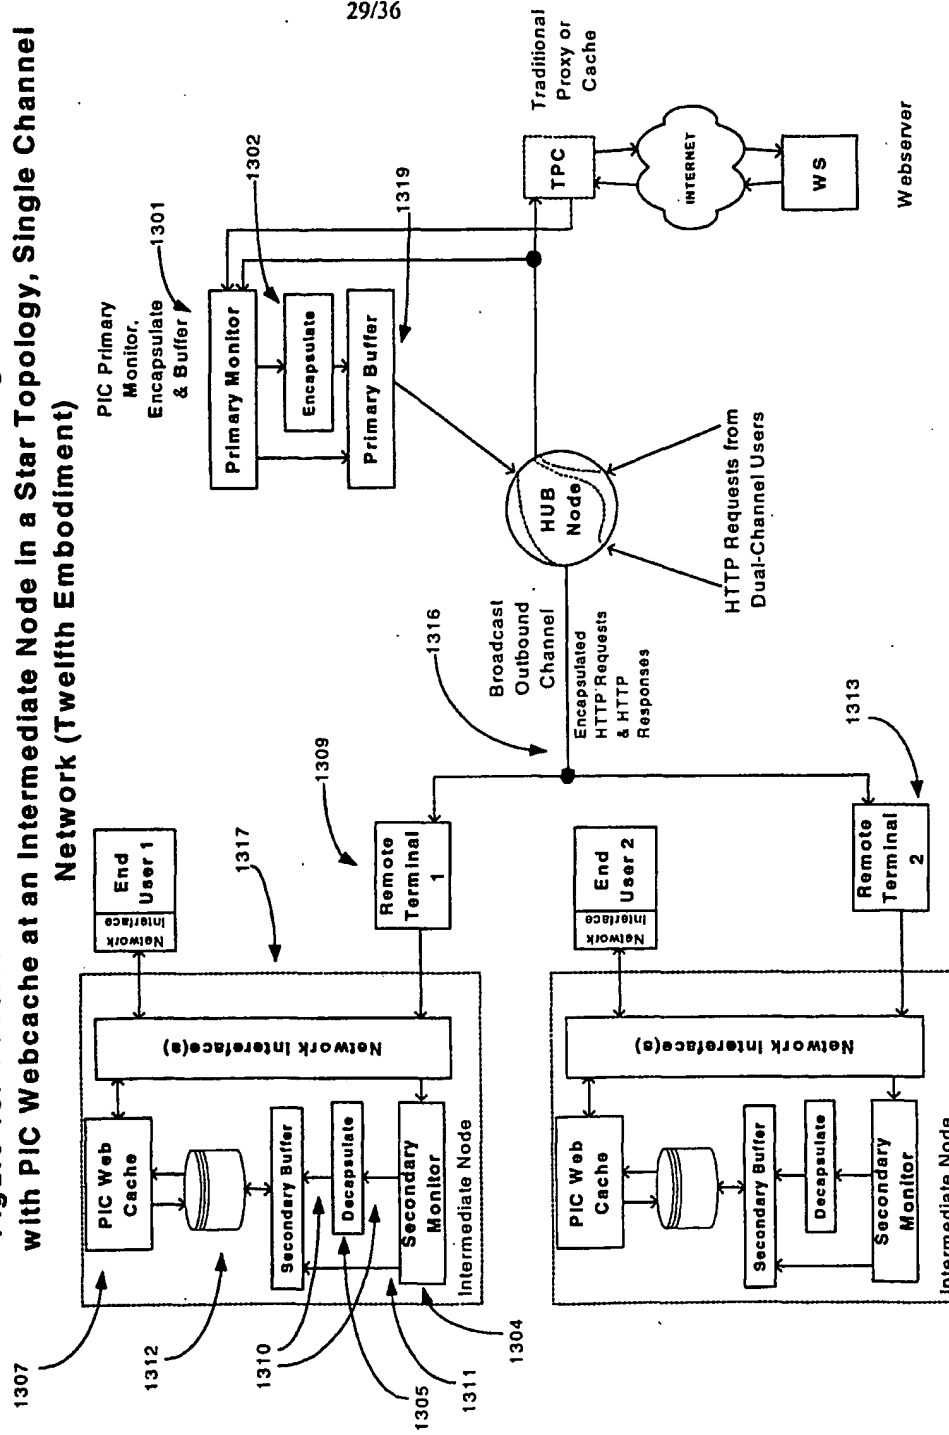 29/36
with PIC Webcache at an Intermediate Node in a Star Topology, Single Channel
Network (Twelfth Embodiment)
PIC Primary
Monitor,
Encapsulate
& Buffer
1301
1302
1319
Primary Monitor
Encapsulate
Primary Buffer
Traditional
Proxy or
Cache
TPC
INTERNET
WS
Webserver
HUB
Node
HTTP Requests from
Dual-Channel Users
Broadcast
Outbound
Channel
1316
Encapsulated
HTTP Requests
& HTTP
Responses
1309
1313
Remote
Terminal
1
Remote
Terminal
2
1317
End
User 1
Network
Interface
Network Intereface(s)
PIC Web
Cache
Secondary Buffer
Decapsulate
Secondary
Monitor
Intermediate Node
1307
1312
1310
1305
1311
1304
End
User 2
Network
Interface
Network Intereface(s)
PIC Web
Cache
Secondary Buffer
Decapsulate
Secondary
Monitor
Intermediate Node